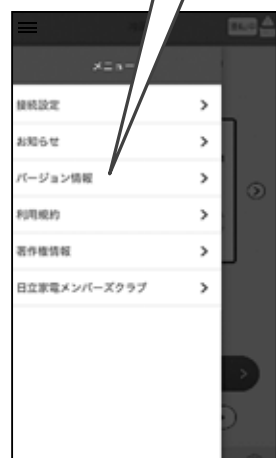 メニュー
接続設定
お知らせ
バージョン情報
利用規約
著作権情報
日立家電メンバーズクラブ